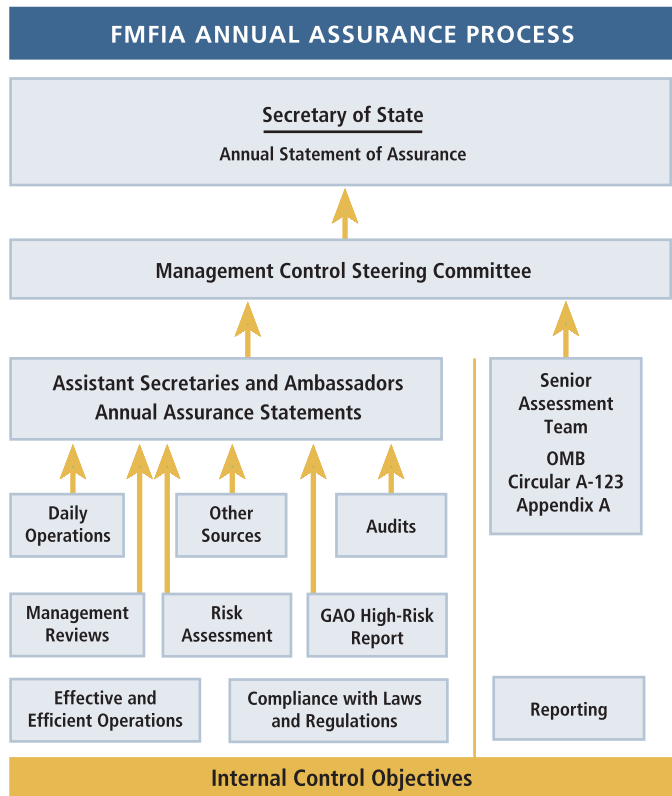 FMFIA ANNUAL ASSURANCE PROCESS
Secretary of State
Annual Statement of Assurance
Management Control Steering Committee
Assistant Secretaries and Ambassadors
Annual Assurance Statements
Senior
Assessment
Team
OMB
Circular A-123
Appendix A
Daily
Operations
Other
Sources
Audits
Management
Reviews
Risk
Assessment
GAO High-Risk
Report
Effective and
Efficient Operations
Compliance with Laws
and Regulations
Reporting
Internal Control Objectives